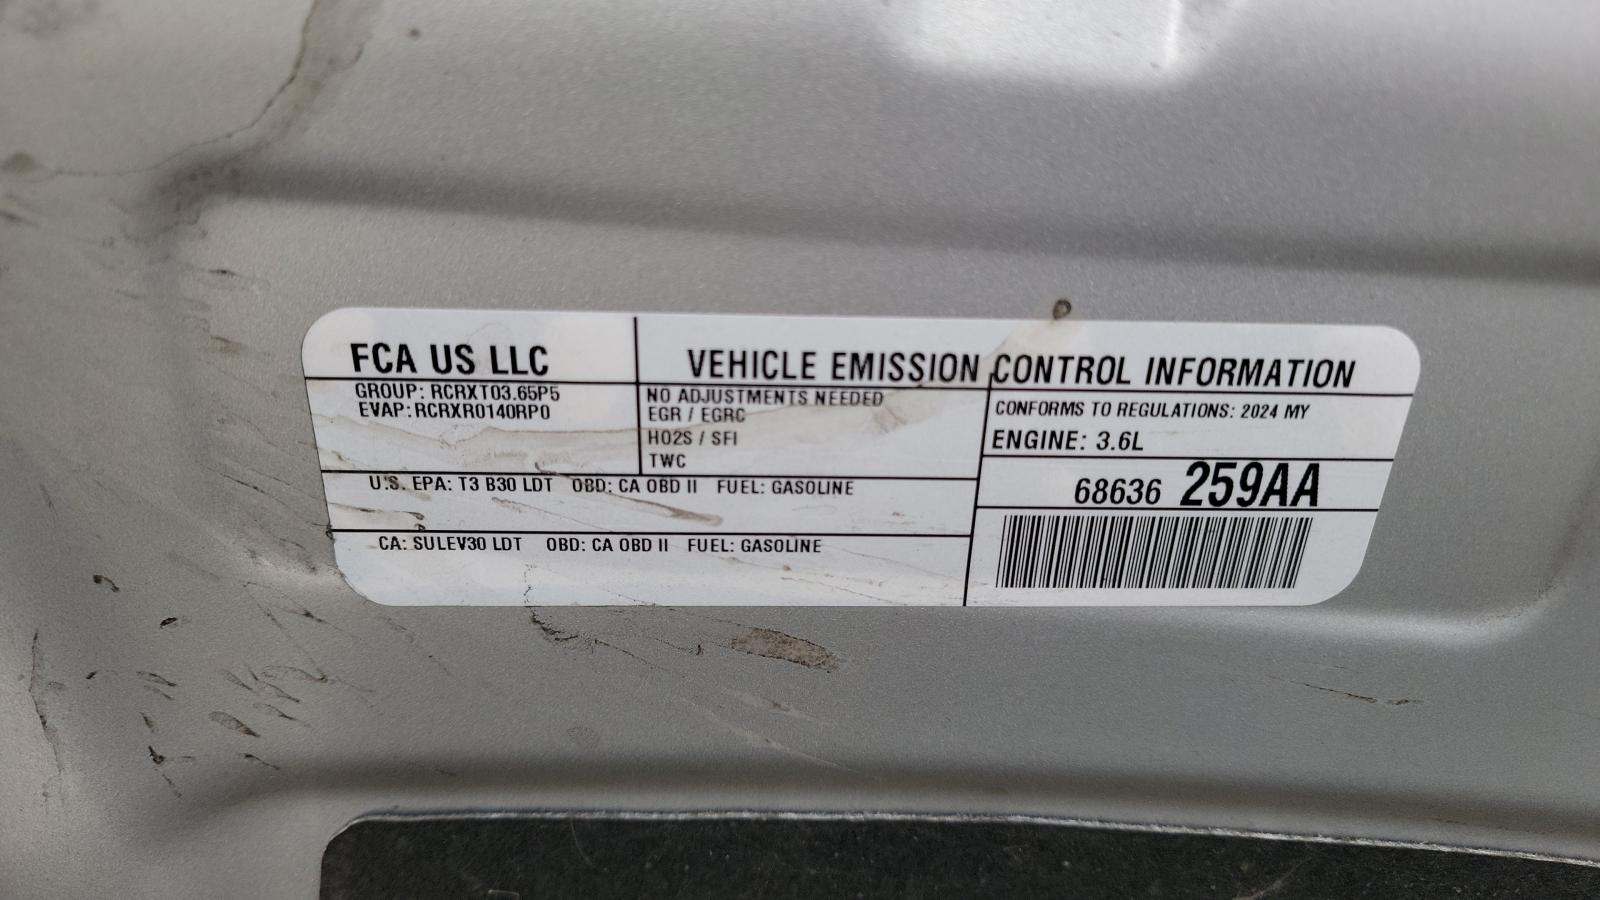 FCA US LLC
GROUP: RCRXT03.65P5
EVAP: RCRXR0140RP0
VEHICLE EMISSION CONTROL INFORMATION
NO ADJUSTMENTS NEEDED
EGR / EGRC
HO2S / SFI
TWC
CONFORMS TO REGULATIONS: 2024 MY
ENGINE: 3.6L
U.S. EPA: T3 B30 LDT OBD: CA OBD II FUEL: GASOLINE
68636 259AA
CA: SULEV30 LDT OBD: CA OBD II FUEL: GASOLINE